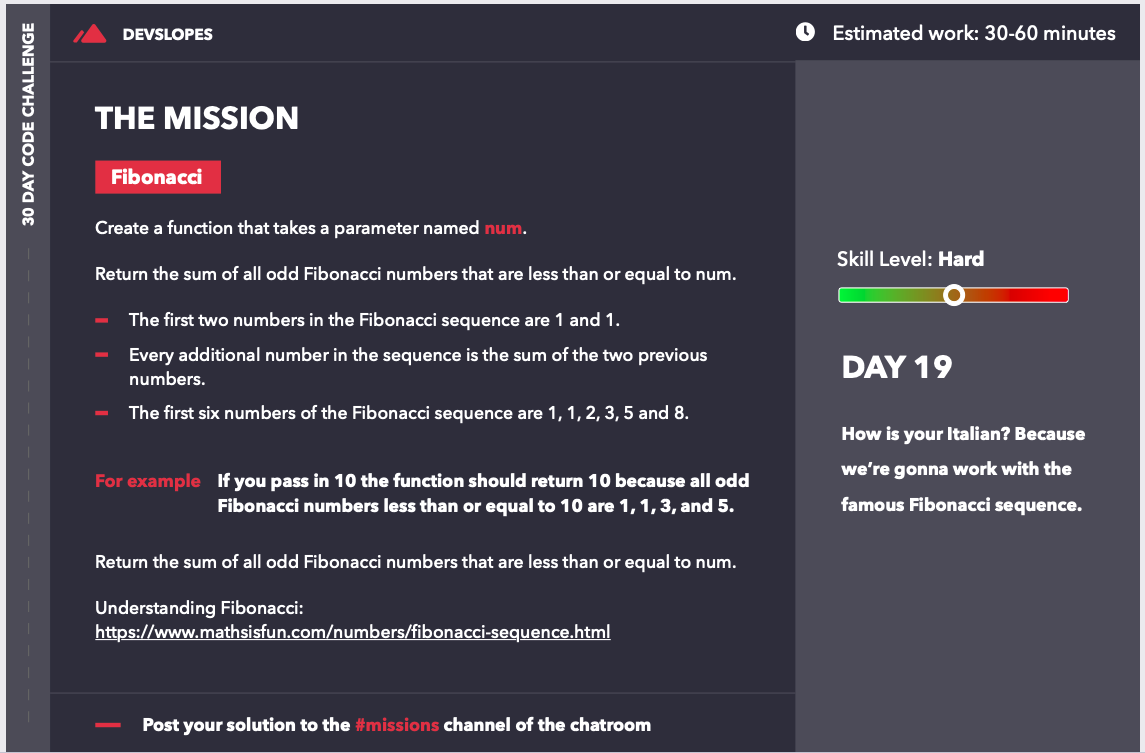 30 DAY CODE CHALLENGE
DEVSLOPES
Estimated work: 30-60 minutes
THE MISSION
Fibonacci
Create a function that takes a parameter named num.
Return the sum of all odd Fibonacci numbers that are less than or equal to num.
The first two numbers in the Fibonacci sequence are 1 and 1.
Every additional number in the sequence is the sum of the two previous
numbers.
The first six numbers of the Fibonacci sequence are 1, 1, 2, 3, 5 and 8.
For example If you pass in 10 the function should return 10 because all odd
Fibonacci numbers less than or equal to 10 are 1, 1, 3, and 5.
Return the sum of all odd Fibonacci numbers that are less than or equal to num.
Understanding Fibonacci:
https://www.mathsisfun.com/numbers/fibonacci-sequence.html
Post your solution to the #missions channel of the chatroom
Skill Level: Hard
DAY 19
How is your Italian? Because
we’re gonna work with the
famous Fibonacci sequence.